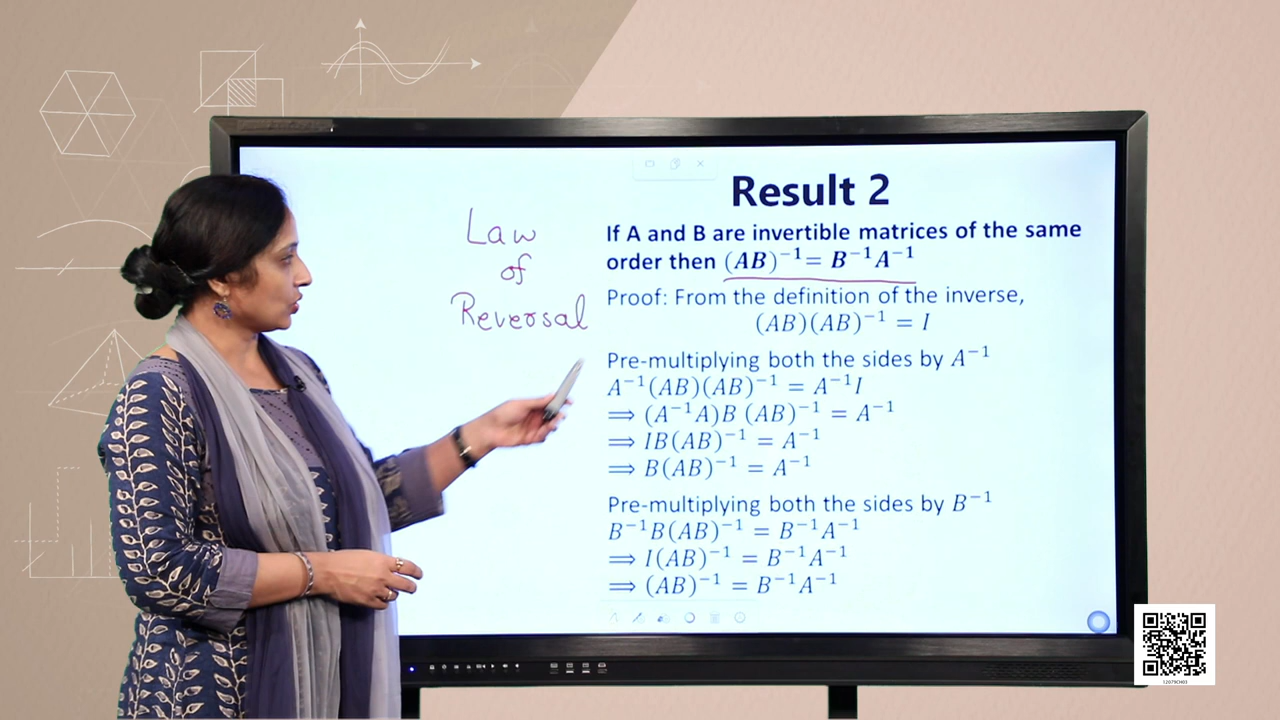 Law
of
Reversal
Result 2
If A and B are invertible matrices of the same
order then (AB)⁻¹= B⁻¹A⁻¹
Proof: From the definition of the inverse,
(AB)(AB)⁻¹ = I
Pre-multiplying both the sides by A⁻¹
A⁻¹(AB)(AB)⁻¹ = A⁻¹I
⟹ (A⁻¹A)B (AB)⁻¹ = A⁻¹
⟹ IB(AB)⁻¹ = A⁻¹
⟹ B(AB)⁻¹ = A⁻¹
Pre-multiplying both the sides by B⁻¹
B⁻¹B(AB)⁻¹ = B⁻¹A⁻¹
⟹ I(AB)⁻¹ = B⁻¹A⁻¹
⟹ (AB)⁻¹ = B⁻¹A⁻¹
12079CH03